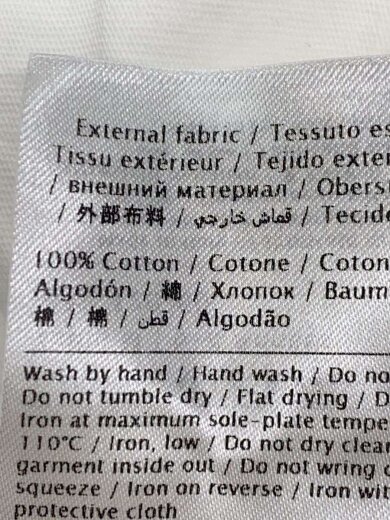 External fabric / Tessuto es
Tissu extérieur / Tejido exter
/ внешний материал / Obers
/ 外部布料 / قماش خارجي / Tecido
100% Cotton / Cotone / Coton
Algodón / 綿 / Хлопок / Baum
棉 / 棉 / قطن / Algodão
Wash by hand / Hand wash / Do no
Do not tumble dry / Flat drying / D
Iron at maximum sole-plate tempe
110°C / Iron, low / Do not dry clea
garment inside out / Do not wring o
squeeze / Iron on reverse / Iron wit
protective cloth